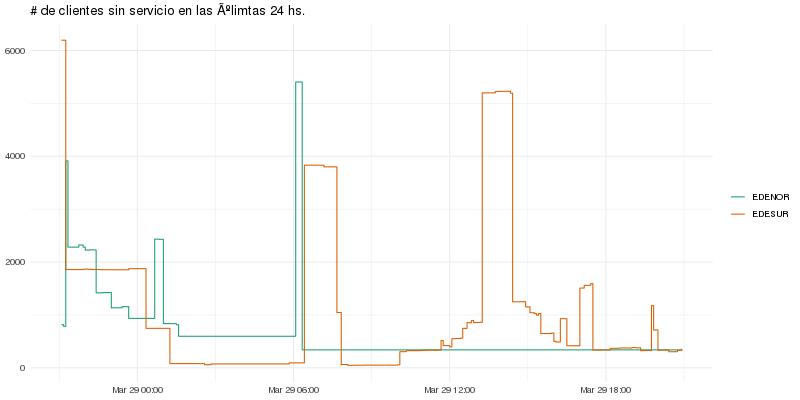 # de clientes sin servicio en las Ãºlimtas 24 hs.
6000
4000
2000
0
Mar 29 00:00
Mar 29 06:00
Mar 29 12:00
Mar 29 18:00
EDENOR
EDESUR